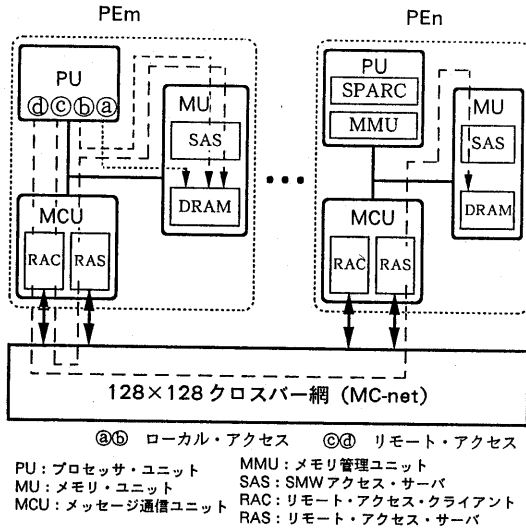 PEm
PEn
PU
ⓓⓒⓑⓐ
MU
SAS
DRAM
MCU
RAC
RAS
・・・
PU
SPARC
MMU
MU
SAS
DRAM
MCU
RAC
RAS
128×128クロスバー網（MC-net）
ⓐⓑ ローカル・アクセス ⓒⓓ リモート・アクセス
PU：プロセッサ・ユニット
MU：メモリ・ユニット
MCU：メッセージ通信ユニット
MMU：メモリ管理ユニット
SAS：SMWアクセス・サーバ
RAC：リモート・アクセス・クライアント
RAS：リモート・アクセス・サーバ